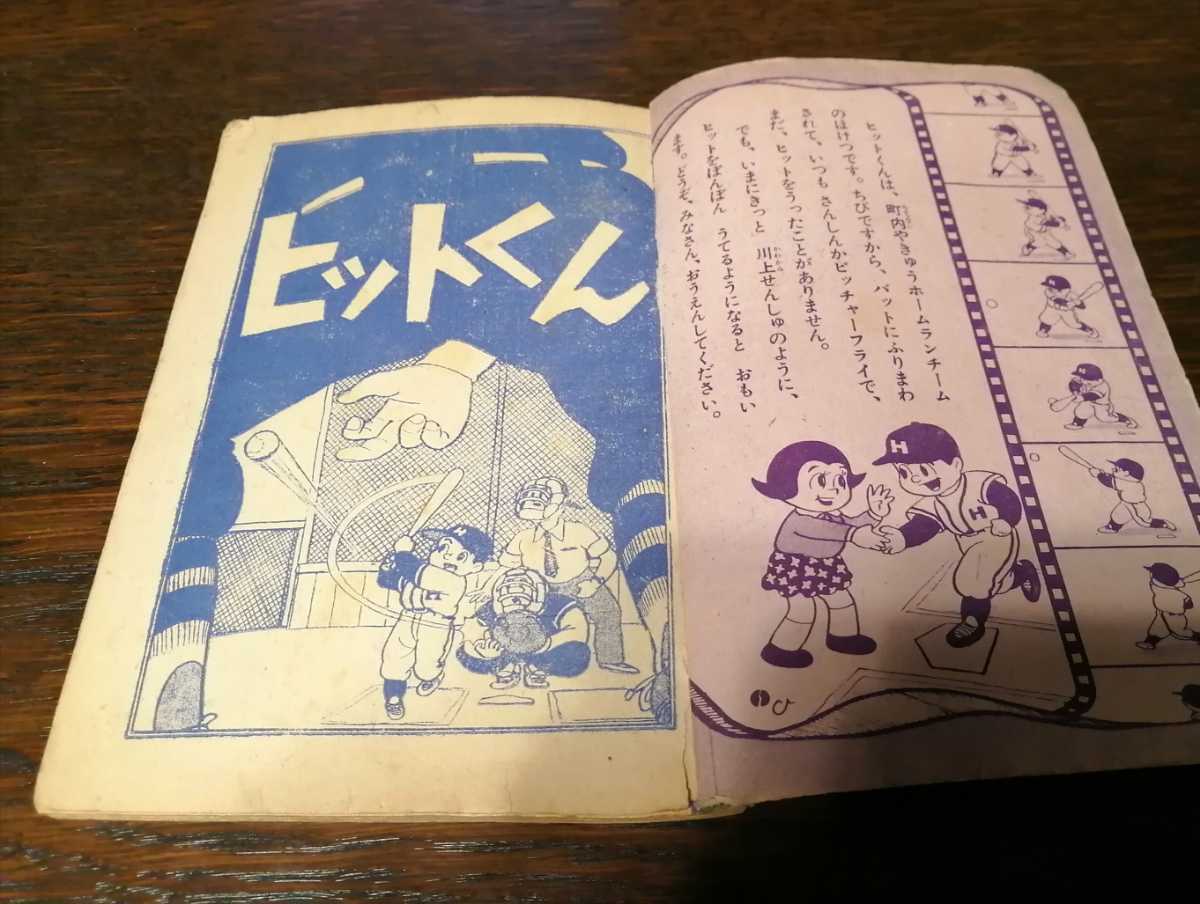 ヒットくんは、町内やきゅうホームランチーム
のほけつです。ちびですから、バットにふりまわ
されて、いつも さんしんかピッチャーフライで、
まだ、ヒットをうったことがありません。
でも、いまにきっと 川上せんしゅのように、
ヒットをぽんぽん うてるようになると おもい
ます。どうぞ、みなさん、おうえんしてください。
H
H
ヒットくん